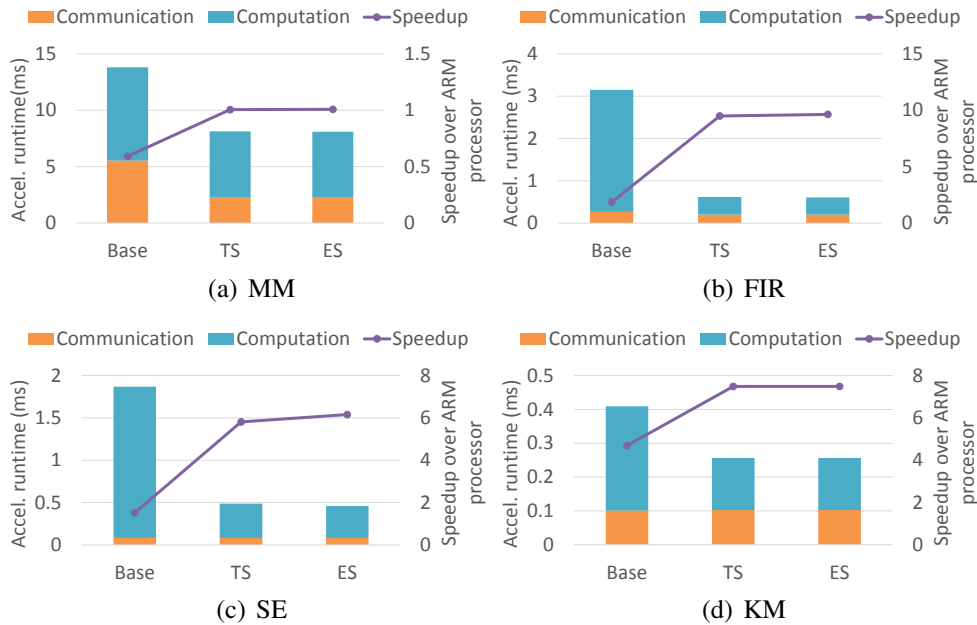 Communication Computation Speedup
Accel. runtime(ms)
15
10
5
0
1.5
1
0.5
0
Speedup over ARM
processor
Base TS ES
(a) MM
Communication Computation Speedup
Accel. runtime (ms)
4
3
2
1
0
15
10
5
0
Sppedup over ARM
processor
Base TS ES
(b) FIR
Communication Computation Speedup
Accel. runtime (ms)
2
1.5
1
0.5
0
8
6
4
2
0
Speedup over ARM
processor
Base TS ES
(c) SE
Communication Computation Speedup
Accel. runtime (ms)
0.5
0.4
0.3
0.2
0.1
0
8
6
4
2
0
Speedup over ARM
processor
Base TS ES
(d) KM